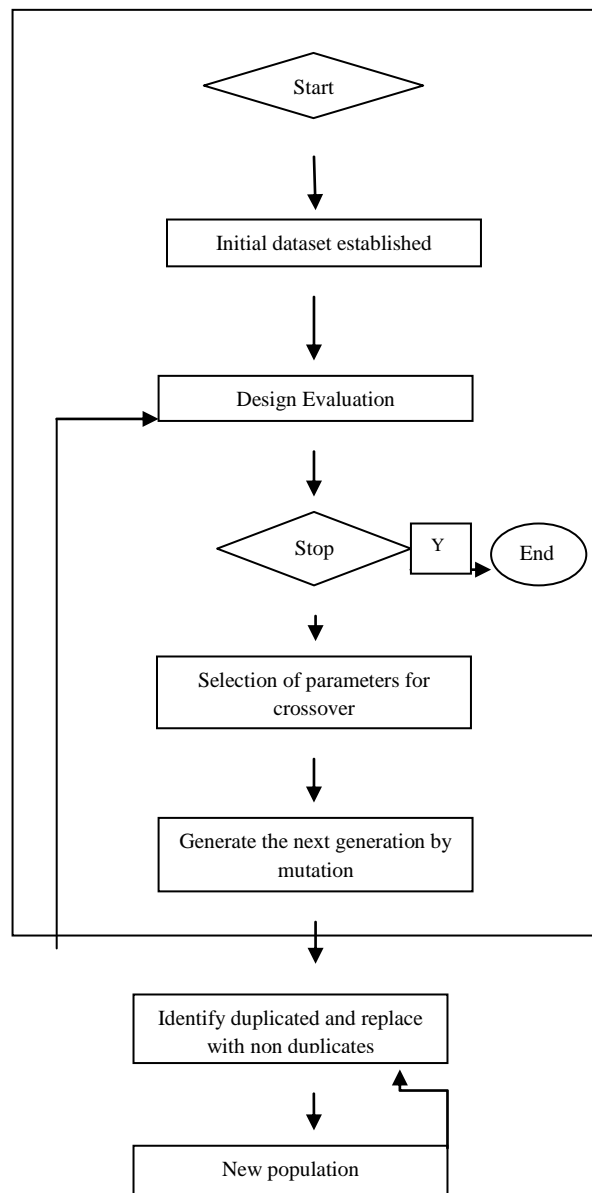 Start
Initial dataset established
Design Evaluation
Stop
Y
End
Selection of parameters for
crossover
Generate the next generation by
mutation
Identify duplicated and replace
with non duplicates
New population